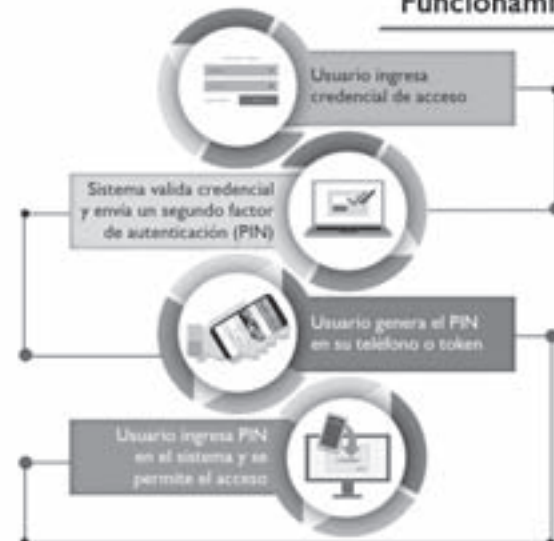 Usuario ingresa
credencial de acceso
Sistema valida credencial
y envía un segundo factor
de autenticación (PIN)
Usuario genera el PIN
en su teléfono o token
Usuario ingresa PIN
en el sistema y se
permite el acceso